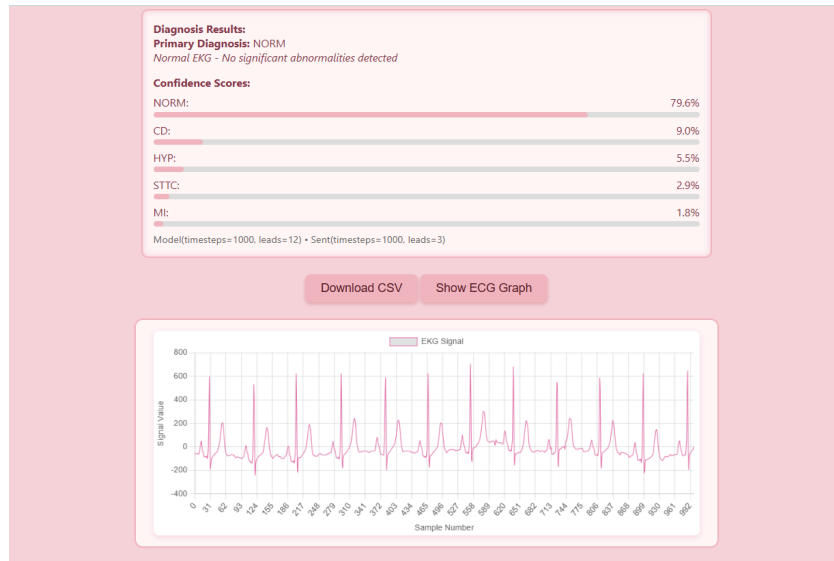 Diagnosis Results:
Primary Diagnosis: NORM
Normal EKG - No significant abnormalities detected
Confidence Scores:
NORM: 79.6%
CD: 9.0%
HYP: 5.5%
STTC: 2.9%
MI: 1.8%
Model(timesteps=1000, leads=12) • Sent(timesteps=1000, leads=3)
Download CSV Show ECG Graph
EKG Signal
800
600
400
200
0
-200
-400
Signal Value
0 31 62 93 124 155 186 217 248 279 310 341 372 403 434 465 496 527 558 589 620 651 682 713 744 775 806 837 868 899 930 961 992
Sample Number